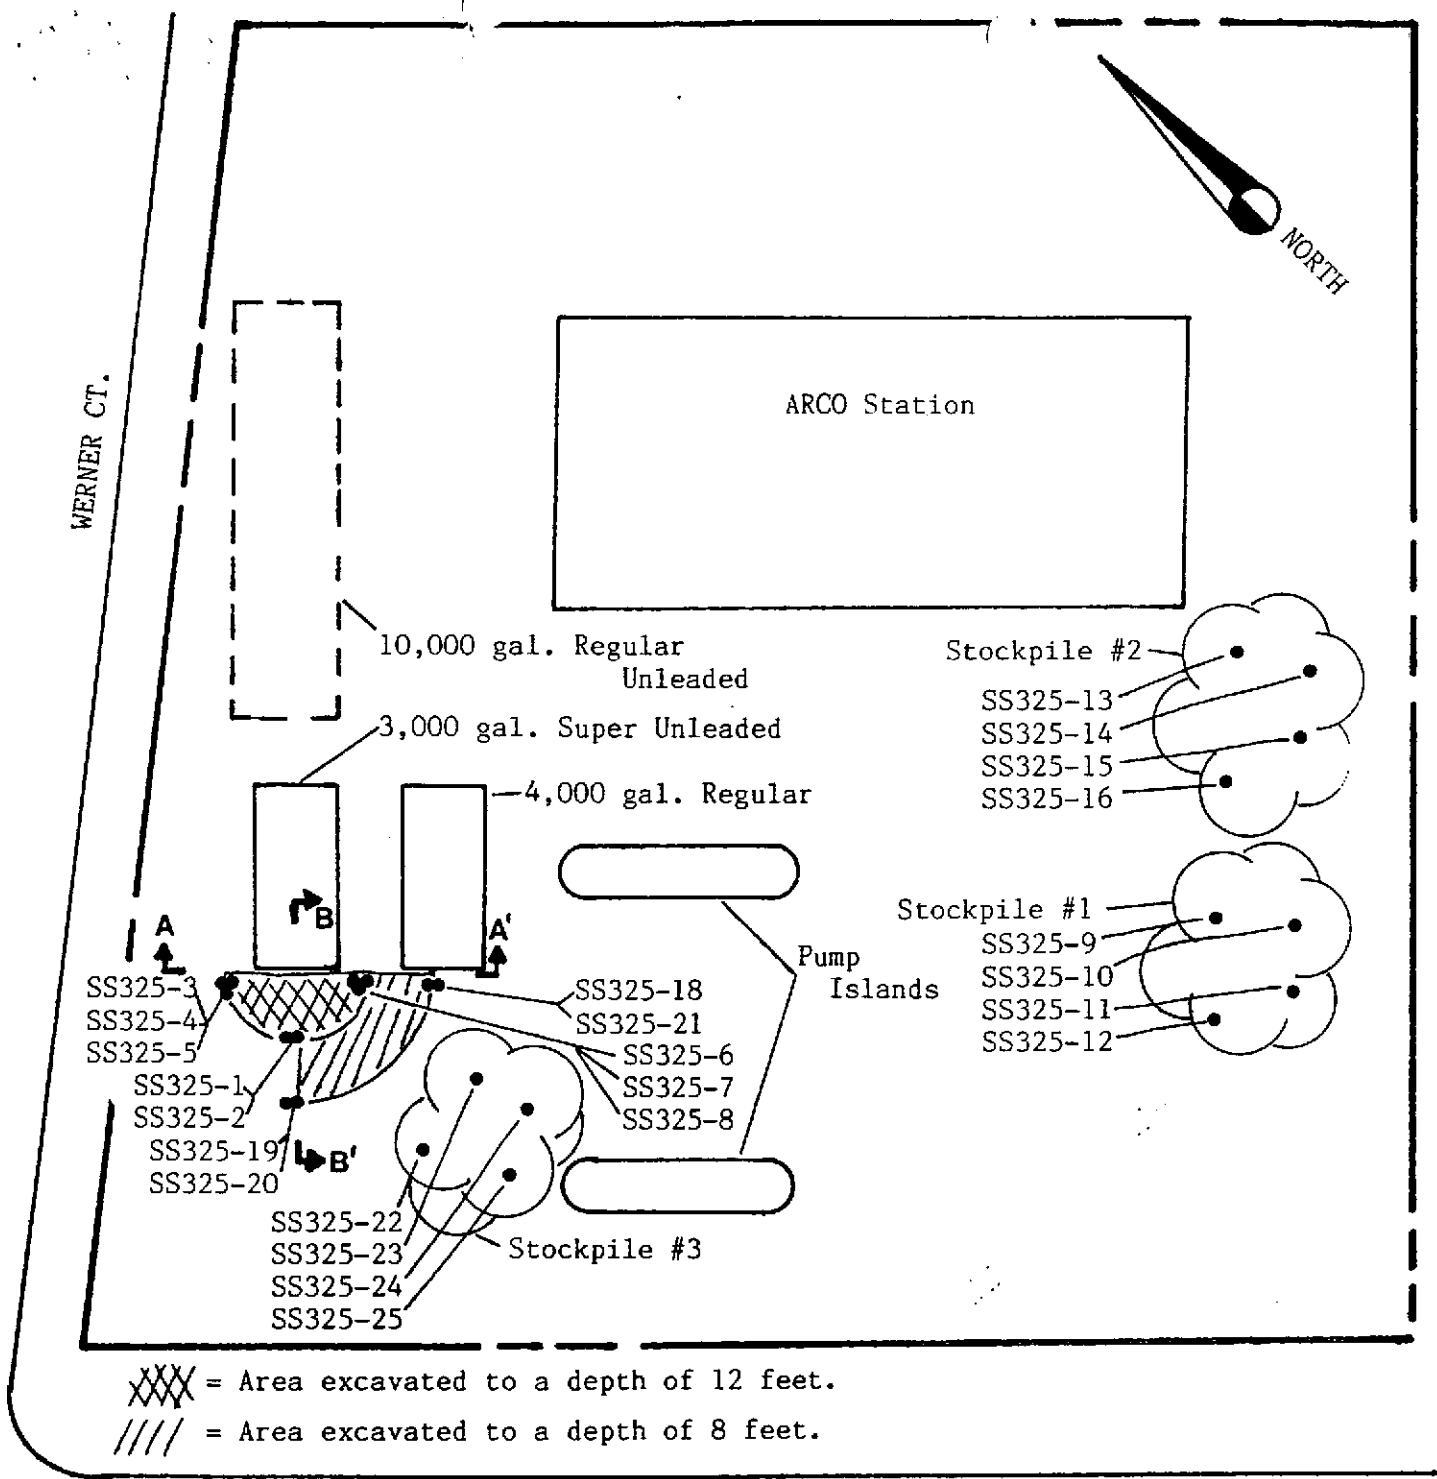 NORTH
WERNER CT.
ARCO Station
10,000 gal. Regular
Unleaded
3,000 gal. Super Unleaded
4,000 gal. Regular
Stockpile #2
SS325-13
SS325-14
SS325-15
SS325-16
Stockpile #1
SS325-9
SS325-10
SS325-11
SS325-12
Pump
Islands
A
B
A'
SS325-3
SS325-4
SS325-5
SS325-1
SS325-2
SS325-19
SS325-20
B'
SS325-18
SS325-21
SS325-6
SS325-7
SS325-8
SS325-22
SS325-23
SS325-24
SS325-25
Stockpile #3
= Area excavated to a depth of 12 feet.
= Area excavated to a depth of 8 feet.